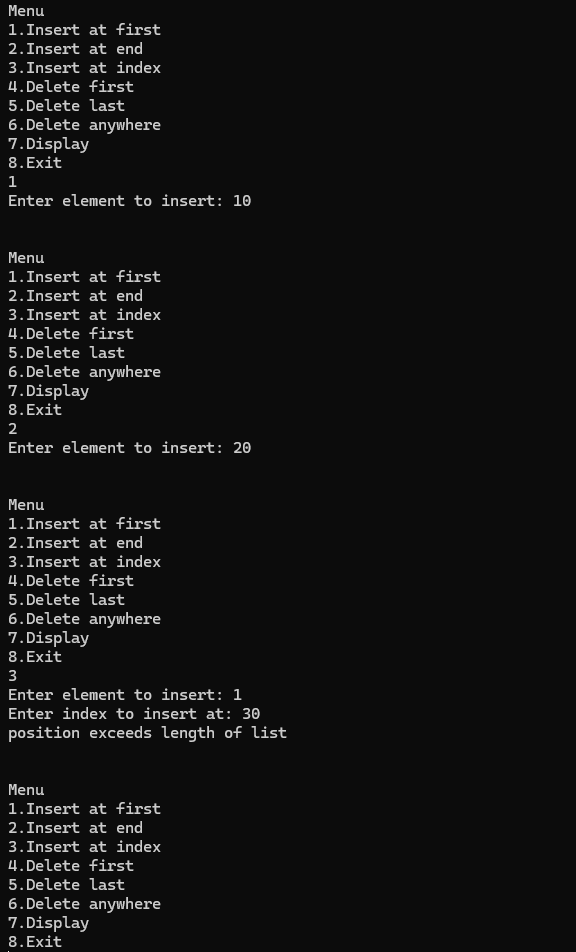 Menu
1.Insert at first
2.Insert at end
3.Insert at index
4.Delete first
5.Delete last
6.Delete anywhere
7.Display
8.Exit
1
Enter element to insert: 10
Menu
1.Insert at first
2.Insert at end
3.Insert at index
4.Delete first
5.Delete last
6.Delete anywhere
7.Display
8.Exit
2
Enter element to insert: 20
Menu
1.Insert at first
2.Insert at end
3.Insert at index
4.Delete first
5.Delete last
6.Delete anywhere
7.Display
8.Exit
3
Enter element to insert: 1
Enter index to insert at: 30
position exceeds length of list
Menu
1.Insert at first
2.Insert at end
3.Insert at index
4.Delete first
5.Delete last
6.Delete anywhere
7.Display
8.Exit